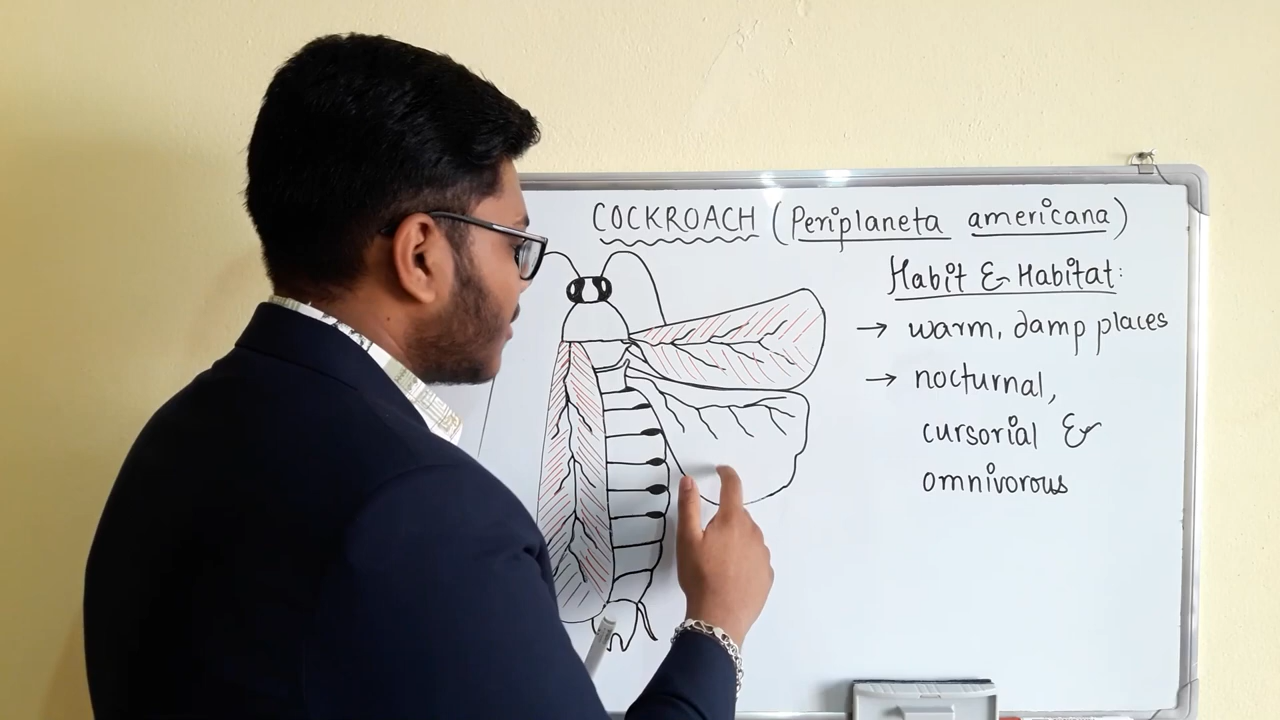 COCKROACH (Periplaneta americana)
Habit & Habitat:
→ warm, damp places
→ nocturnal,
cursorial &
omnivorous